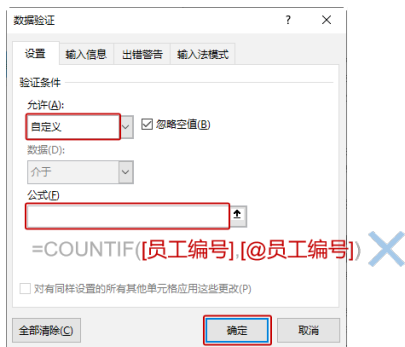 数据验证 ? ×
设置 输入信息 出错警告 输入法模式
验证条件
允许(A):
自定义 忽略空值(B)
数据(D):
介于
公式(F)
=COUNTIF([员工编号],[@员工编号])
对有同样设置的所有其他单元格应用这些更改(P)
全部清除(C) 确定 取消